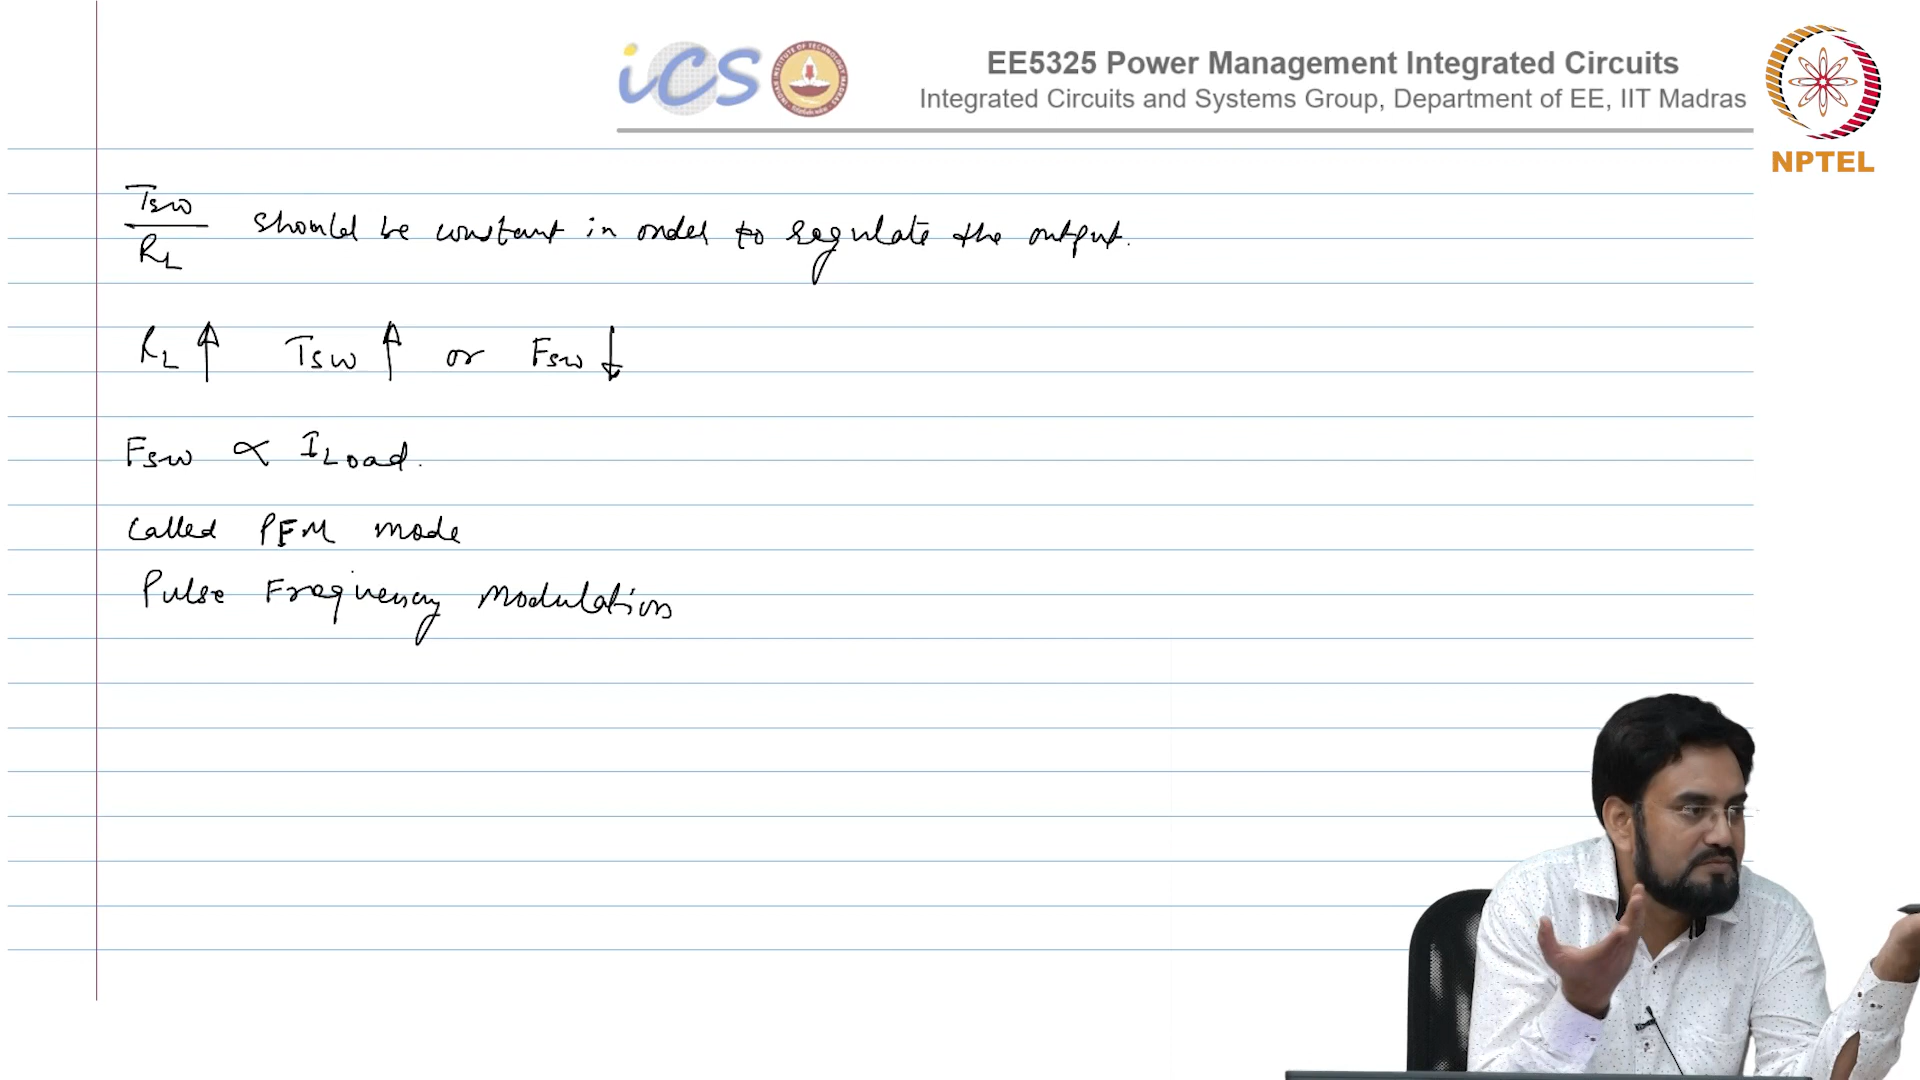 iCS
EE5325 Power Management Integrated Circuits
Integrated Circuits and Systems Group, Department of EE, IIT Madras
NPTEL
Tsw
RL
should be constant in order to regulate the output.
RL ↑ Tsw ↑ or Fsw ↓
Fsw ∝ ILoad.
Called PFM mode
Pulse Frequency Modulation